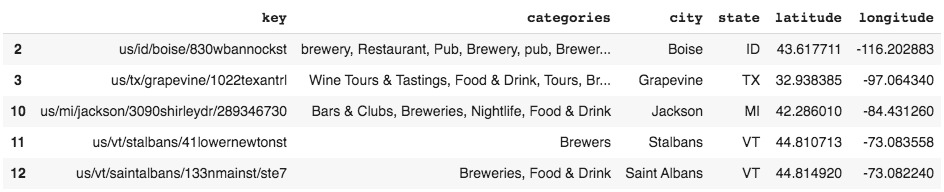 key categories city state latitude longitude
2 us/id/boise/830wbannockst brewery, Restaurant, Pub, Brewery, pub, Brewer... Boise ID 43.617711 -116.202883
3 us/tx/grapevine/1022texantrl Wine Tours & Tastings, Food & Drink, Tours, Br... Grapevine TX 32.938385 -97.064340
10 us/mi/jackson/3090shirleydr/289346730 Bars & Clubs, Breweries, Nightlife, Food & Drink Jackson MI 42.286010 -84.431260
11 us/vt/stalbans/41lowernewtonst Brewers Stalbans VT 44.810713 -73.083558
12 us/vt/saintalbans/133nmainst/ste7 Breweries, Food & Drink Saint Albans VT 44.814920 -73.082240